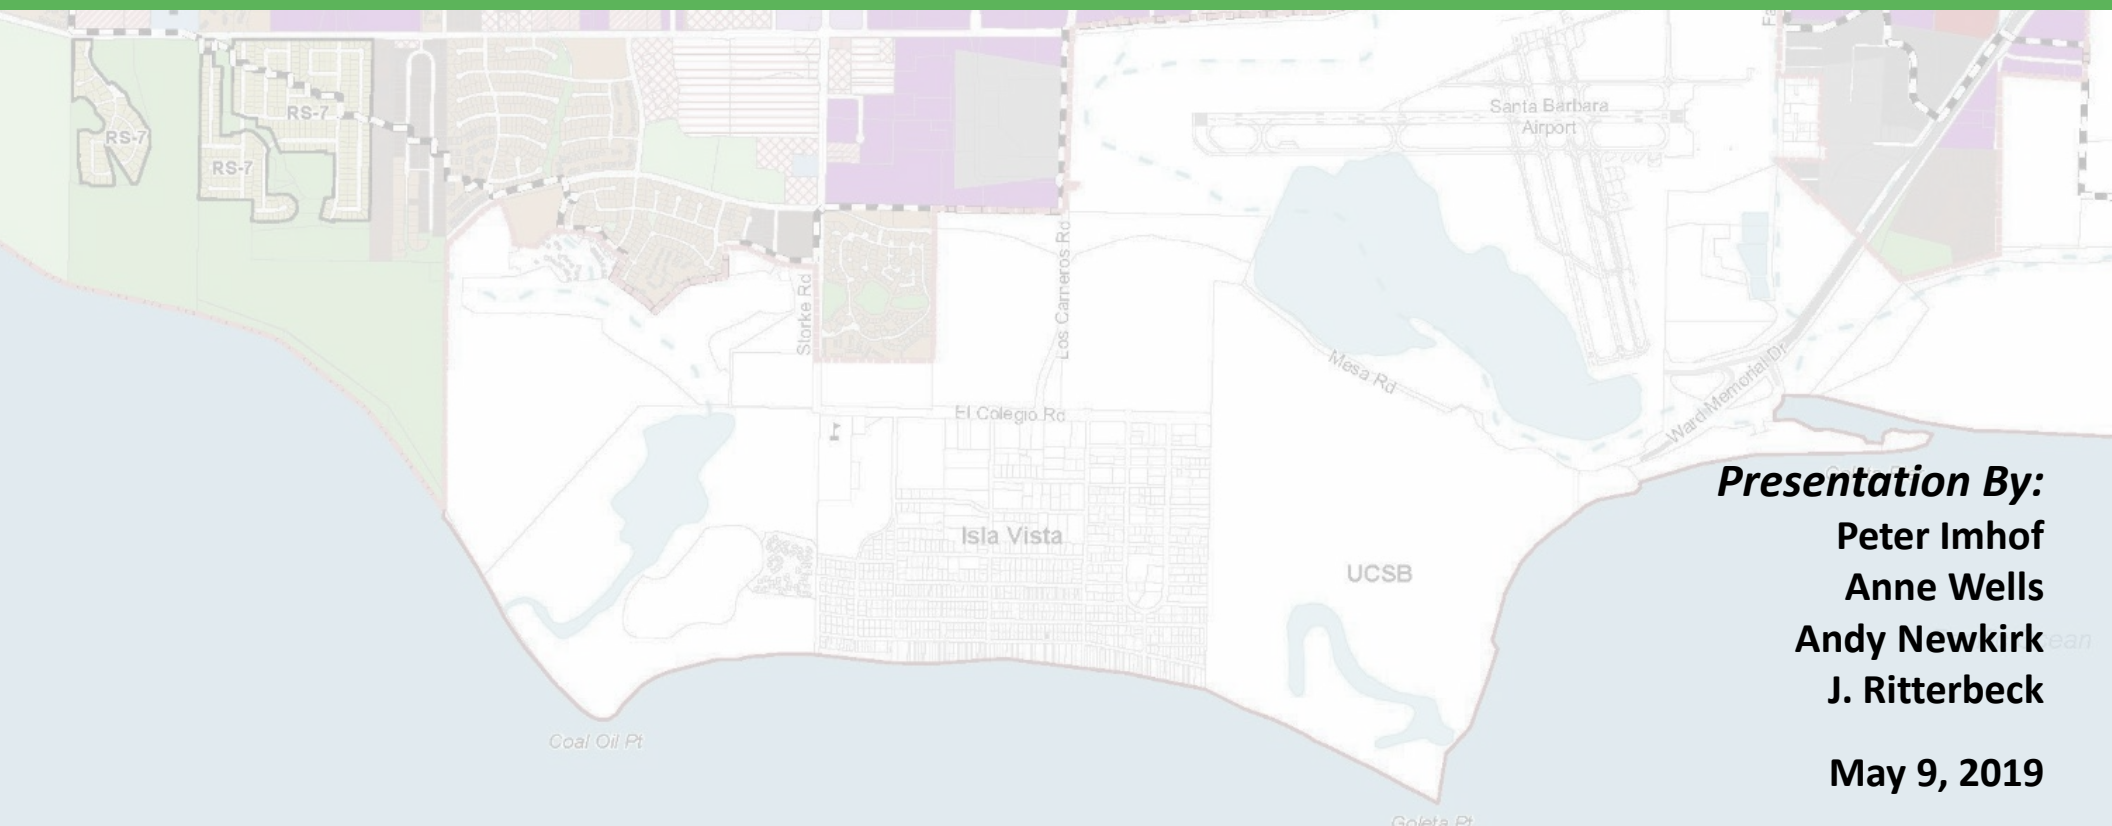 RS-7
RS-7
RS-7
Santa Barbara
Airport
Storke Rd
Los Carneros Rd
Mesa Rd
Ward Memorial Dr
El Colegio Rd
Isla Vista
UCSB
Coal Oil Pt
Goleta Pt
Presentation By:
Peter Imhof
Anne Wells
Andy Newkirk
J. Ritterbeck
May 9, 2019